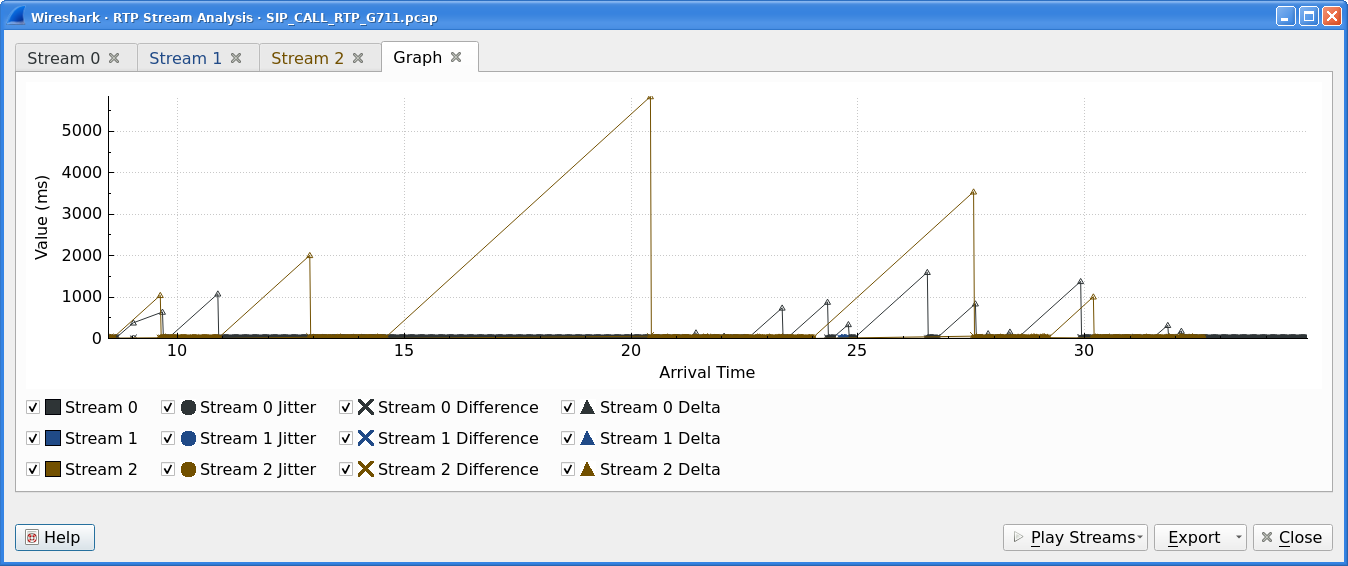 Wireshark · RTP Stream Analysis · SIP_CALL_RTP_G711.pcap
Stream 0 Stream 1 Stream 2 Graph
5000
4000
3000
2000
1000
0
Value (ms)
10 15 20 25 30
Arrival Time
Stream 0 Stream 0 Jitter Stream 0 Difference Stream 0 Delta
Stream 1 Stream 1 Jitter Stream 1 Difference Stream 1 Delta
Stream 2 Stream 2 Jitter Stream 2 Difference Stream 2 Delta
Help Play Streams Export Close